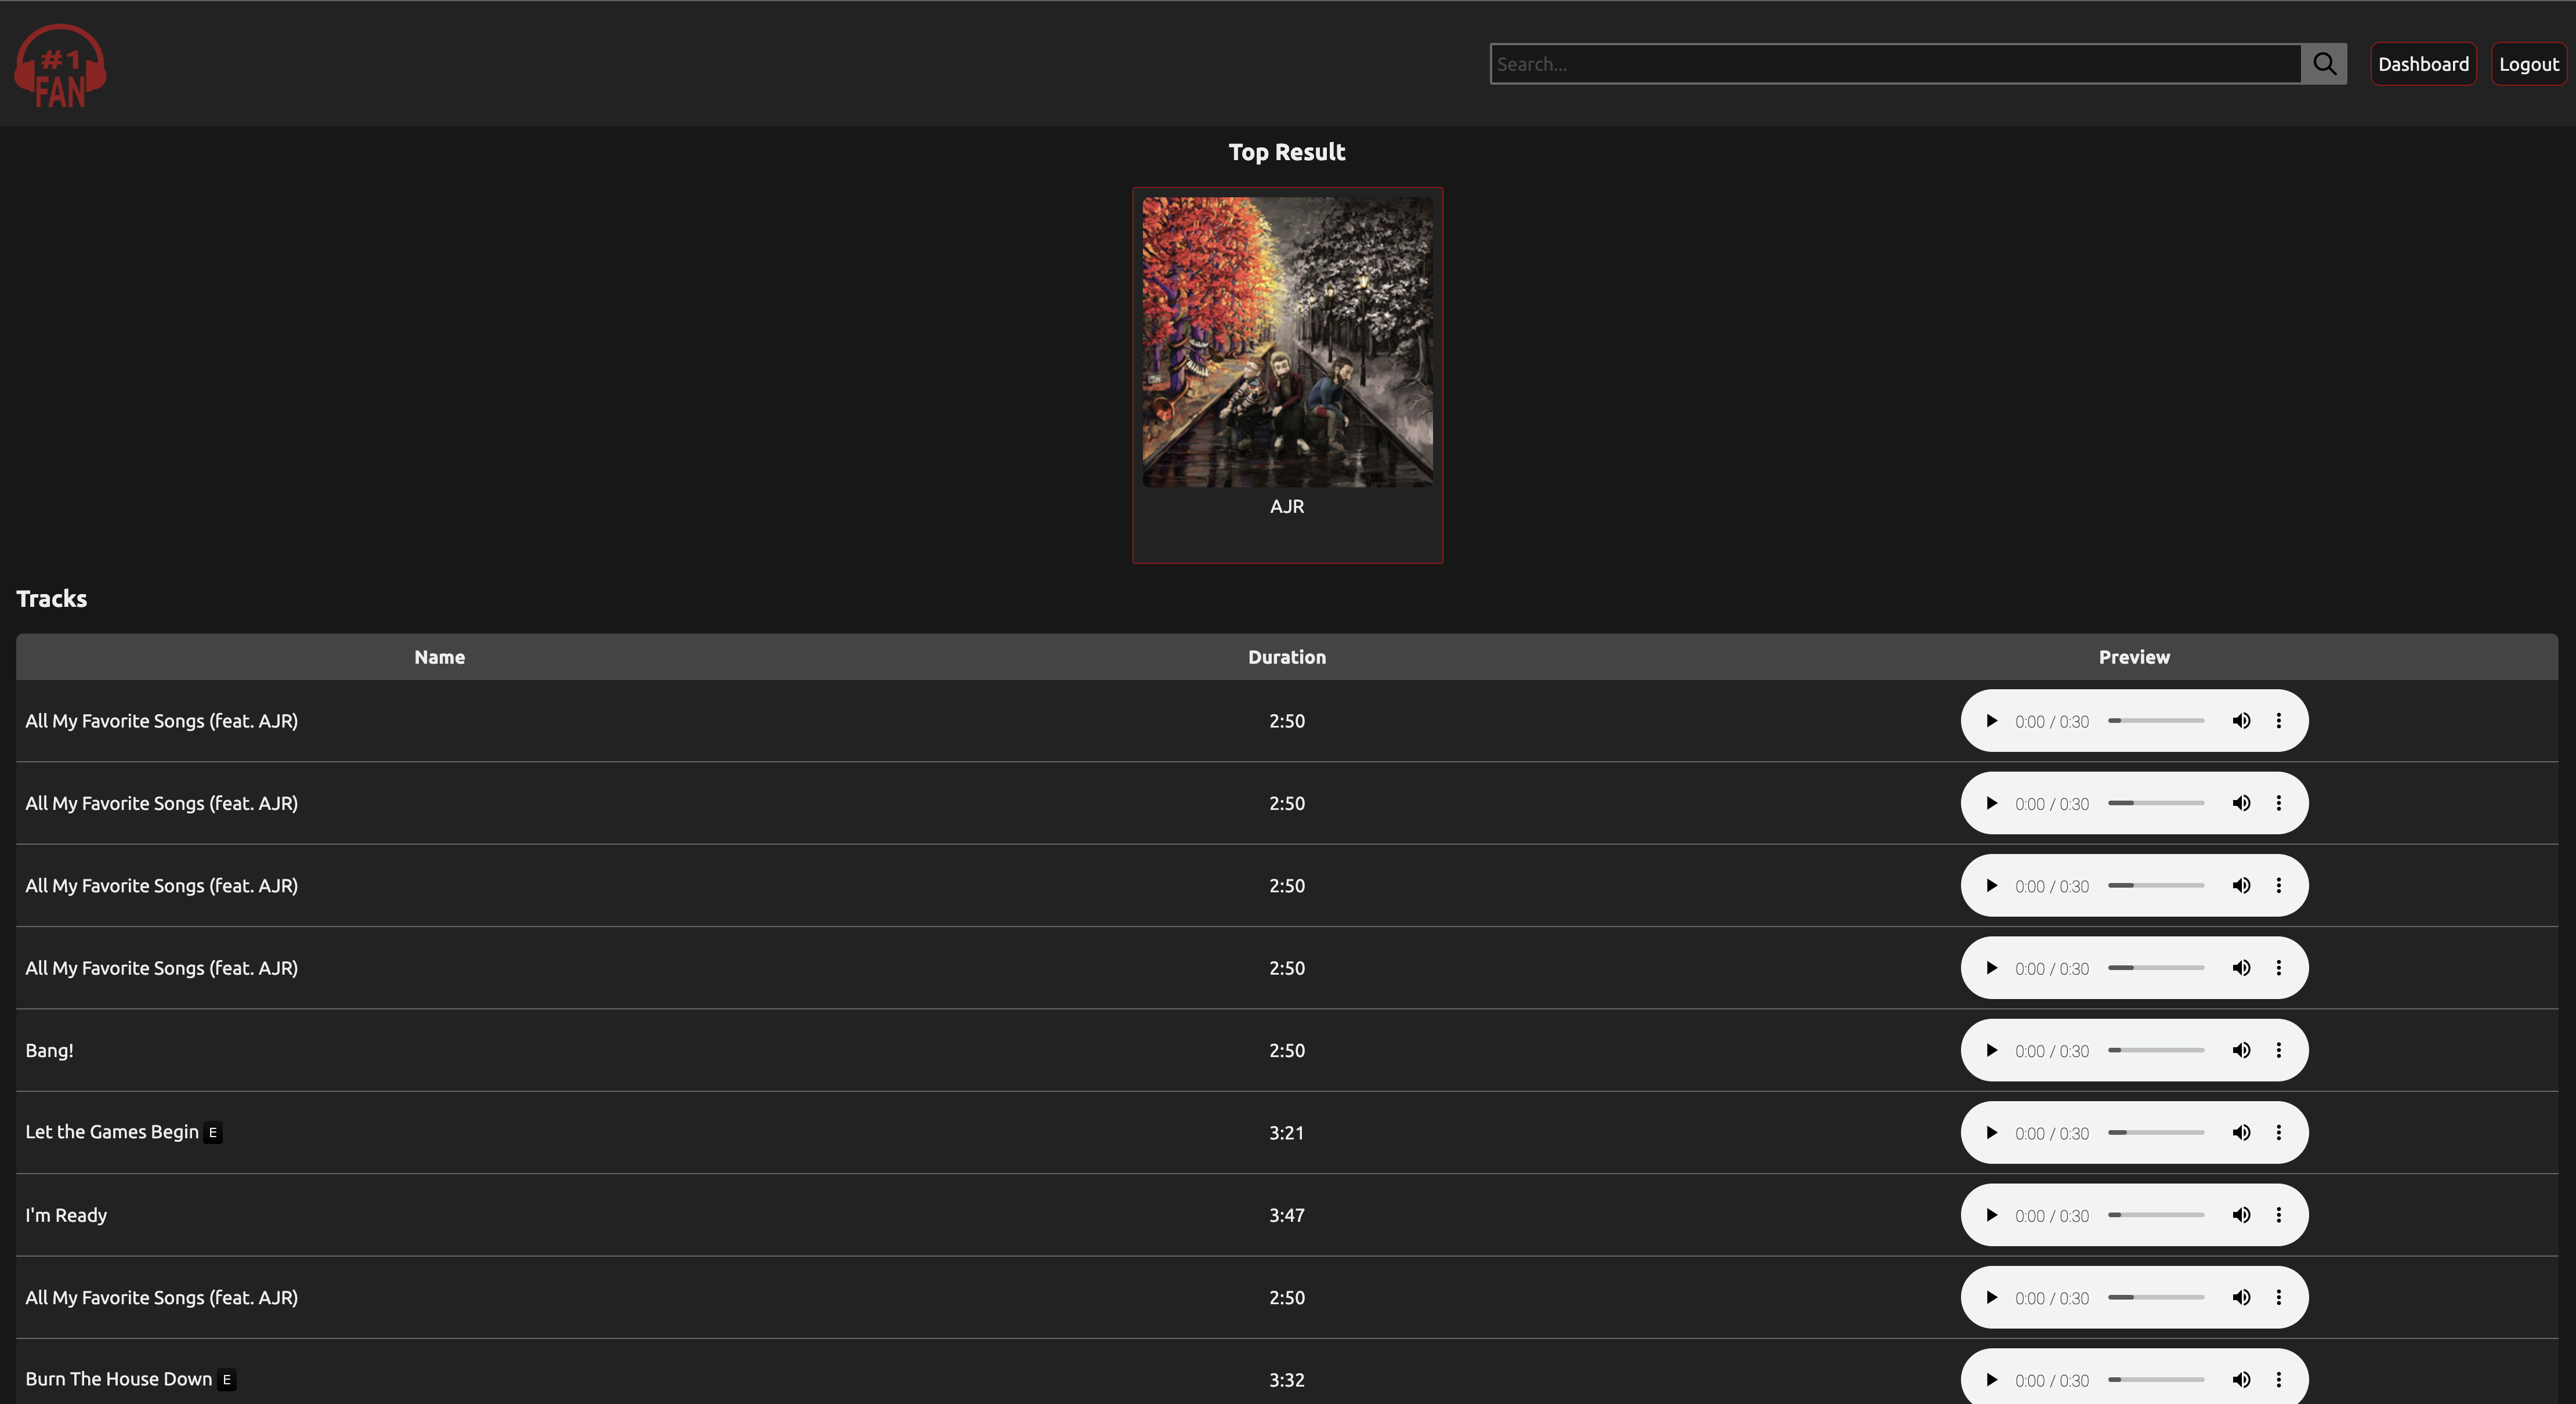 #1
FAN
Search...
Dashboard
Logout
Top Result
AJR
Tracks
Name Duration Preview
All My Favorite Songs (feat. AJR) 2:50 0:00 / 0:30
All My Favorite Songs (feat. AJR) 2:50 0:00 / 0:30
All My Favorite Songs (feat. AJR) 2:50 0:00 / 0:30
All My Favorite Songs (feat. AJR) 2:50 0:00 / 0:30
Bang! 2:50 0:00 / 0:30
Let the Games Begin E 3:21 0:00 / 0:30
I'm Ready 3:47 0:00 / 0:30
All My Favorite Songs (feat. AJR) 2:50 0:00 / 0:30
Burn The House Down E 3:32 0:00 / 0:30